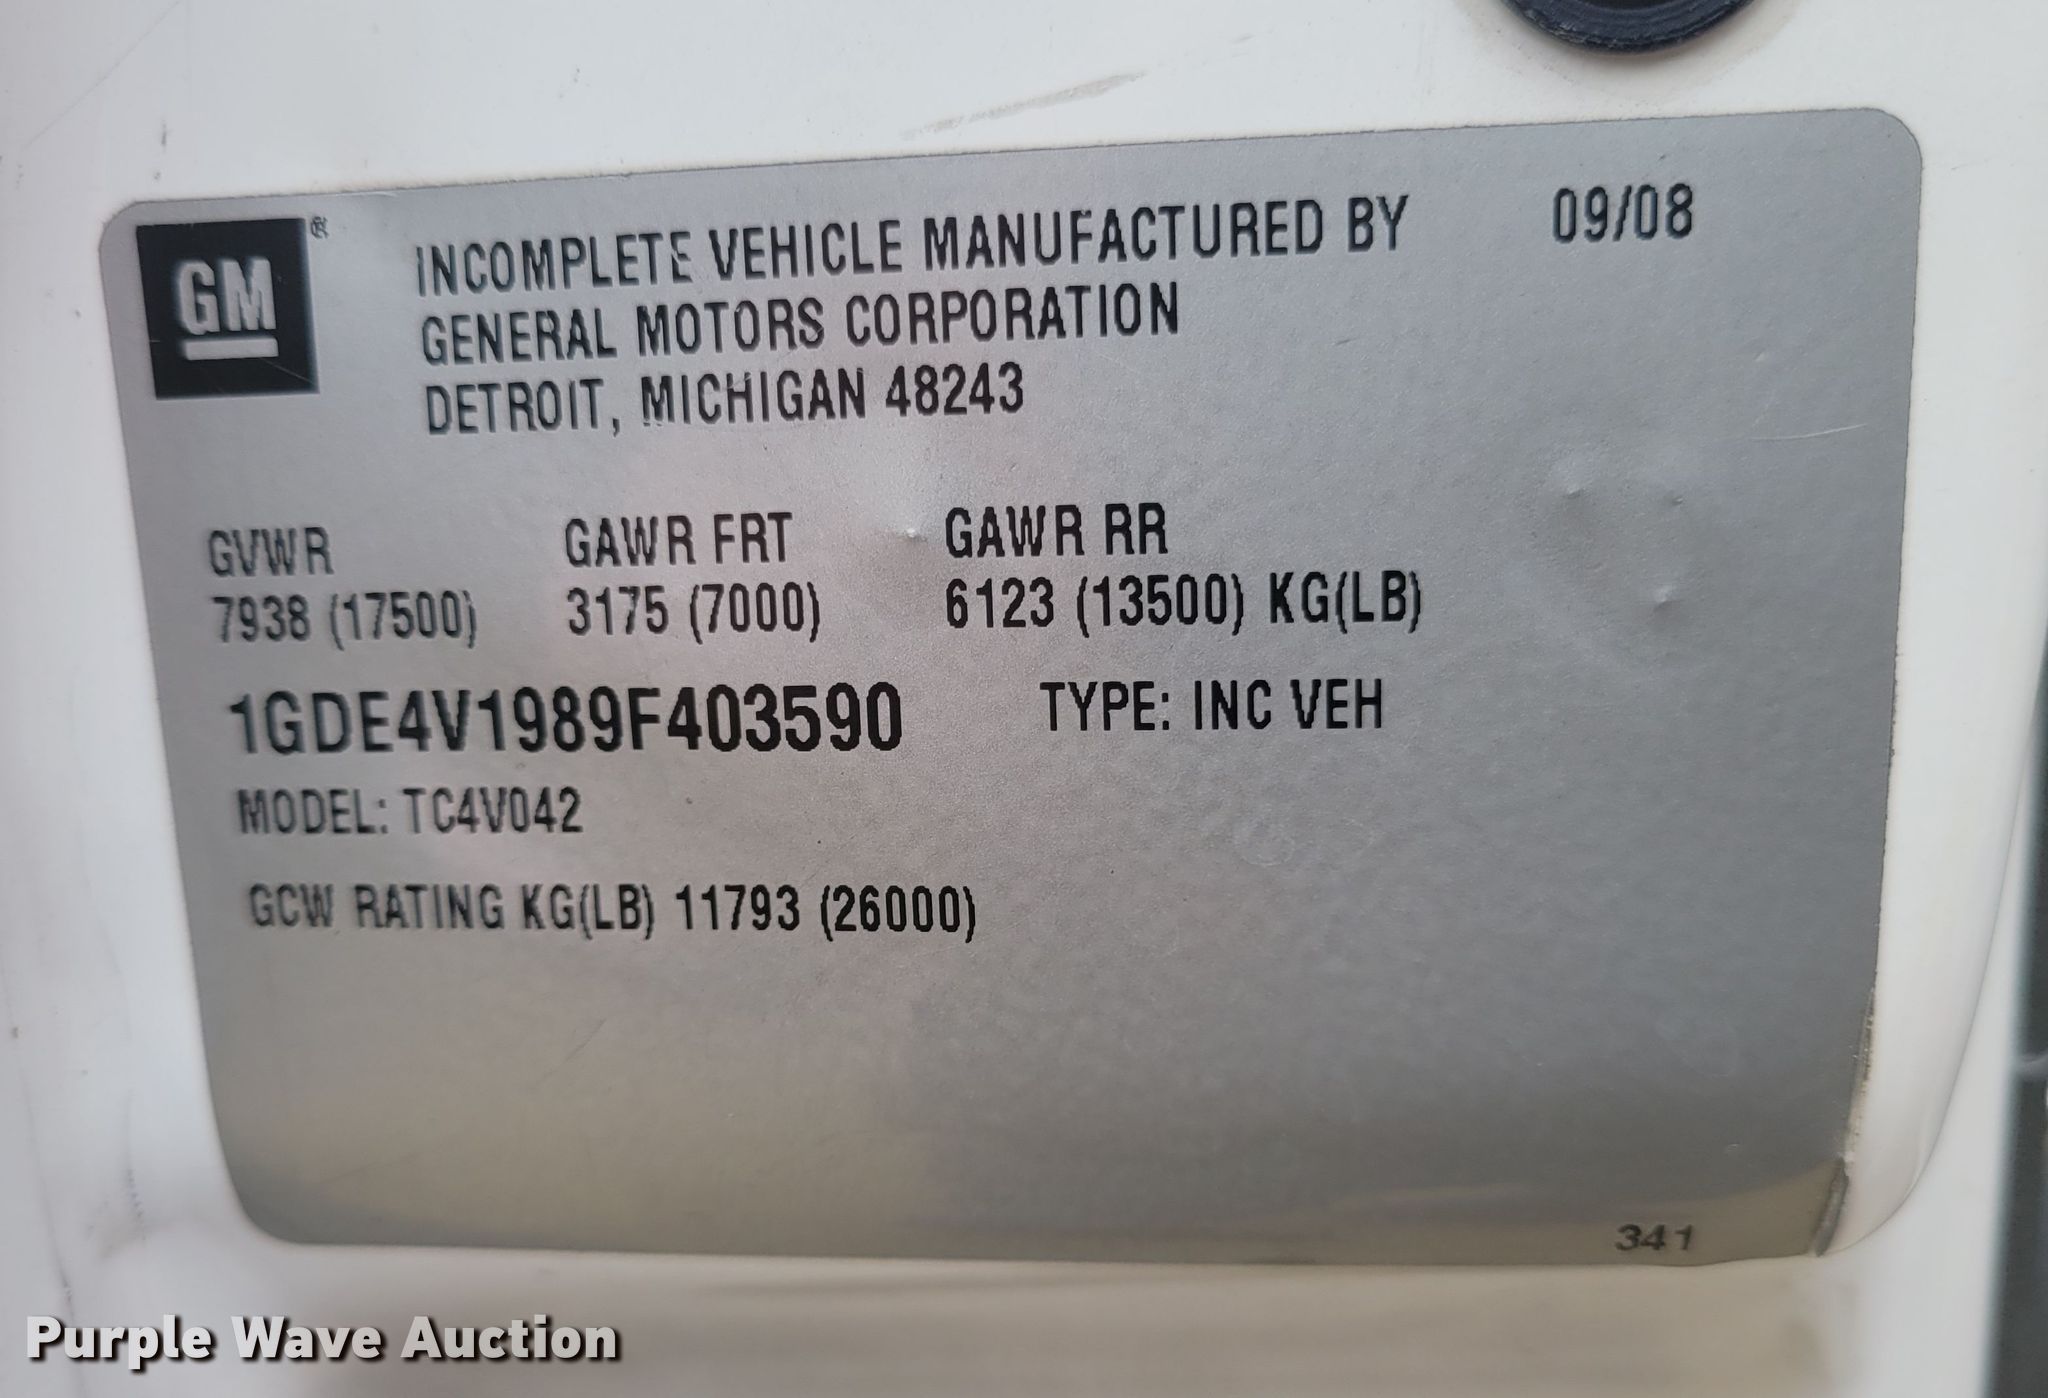 GM®
INCOMPLETE VEHICLE MANUFACTURED BY 09/08
GENERAL MOTORS CORPORATION
DETROIT, MICHIGAN 48243
GVWR GAWR FRT GAWR RR
7938 (17500) 3175 (7000) 6123 (13500) KG(LB)
1GDE4V1989F403590 TYPE: INC VEH
MODEL: TC4V042
GCW RATING KG(LB) 11793 (26000)
341
Purple Wave Auction